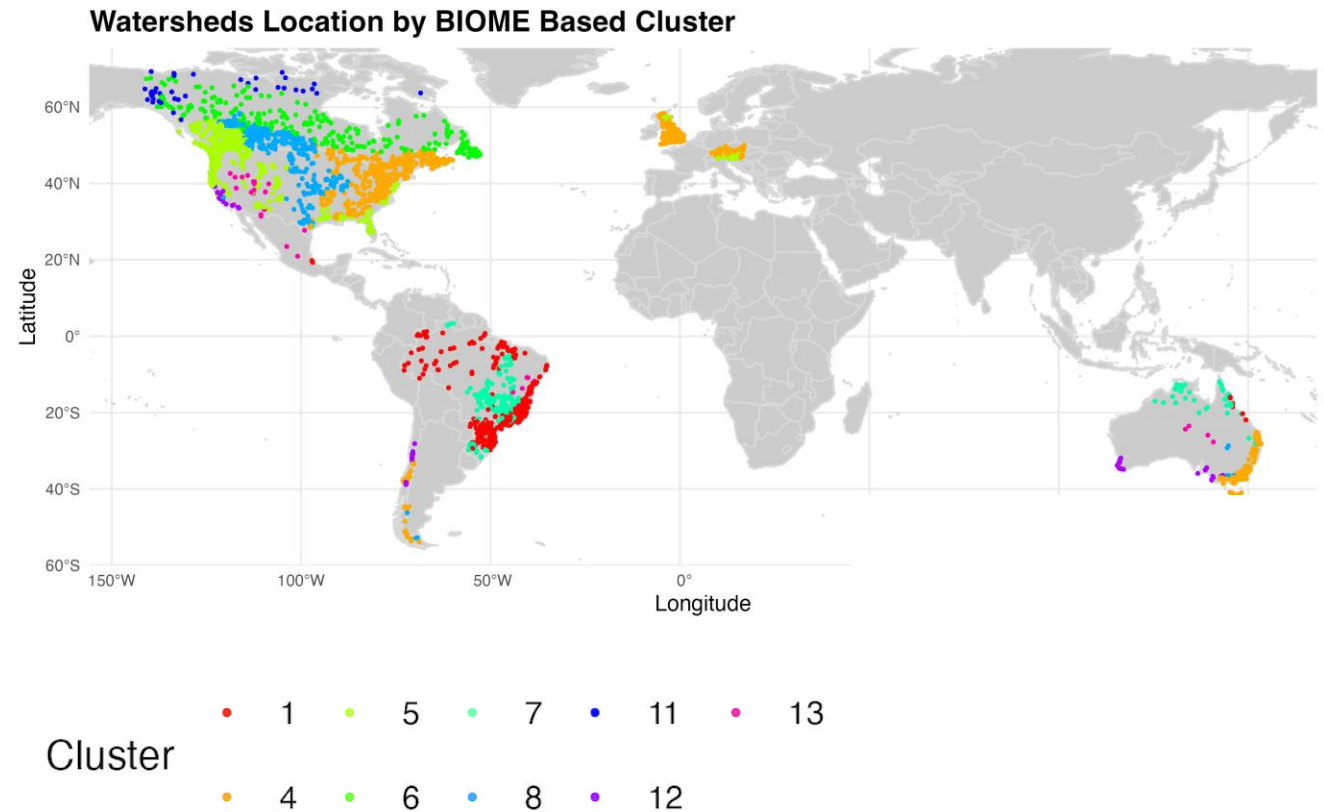 Watersheds Location by BIOME Based Cluster
60°N
40°N
20°N
0°
20°S
40°S
60°S
Latitude
150°W 100°W 50°W 0°
Longitude
1 5 7 11 13
Cluster
4 6 8 12